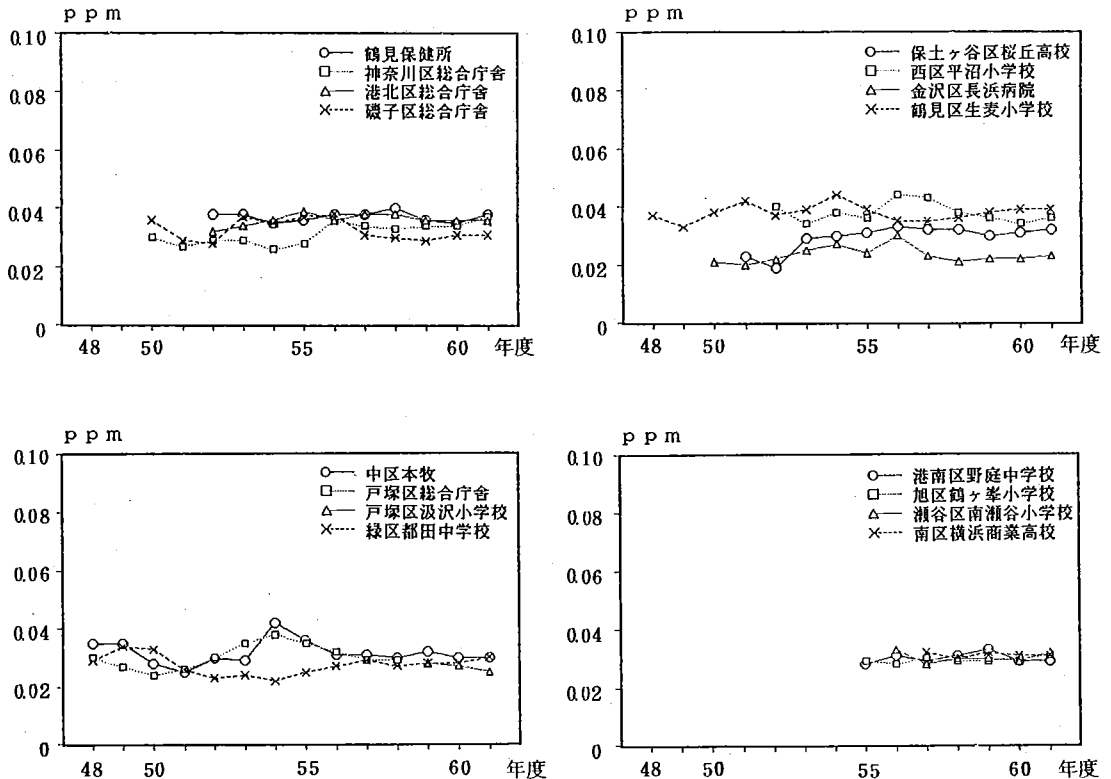 ppm
0.10
0.08
0.06
0.04
0.02
0
48 50 55 60 年度
鶴見保健所
神奈川区総合庁舎
港北区総合庁舎
磯子区総合庁舎
ppm
0.10
0.08
0.06
0.04
0.02
0
48 50 55 60 年度
保土ヶ谷区桜丘高校
西区平沼小学校
金沢区長浜病院
鶴見区生麦小学校
ppm
0.10
0.08
0.06
0.04
0.02
0
48 50 55 60 年度
中区本牧
戸塚区総合庁舎
戸塚区汲沢小学校
緑区都田中学校
ppm
0.10
0.08
0.06
0.04
0.02
0
48 50 55 60 年度
港南区野庭中学校
旭区鶴ヶ峯小学校
瀬谷区南瀬谷小学校
南区横浜商業高校